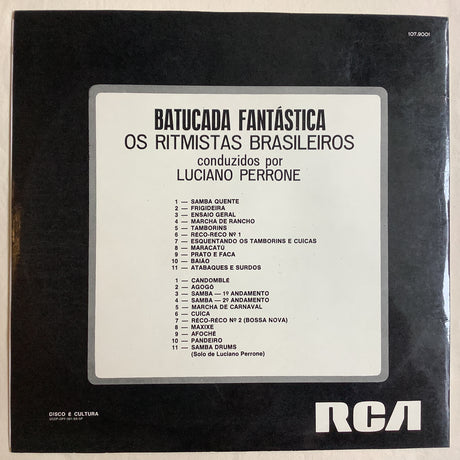 107.9001
BATUCADA FANTÁSTICA
OS RITMISTAS BRASILEIROS
conduzidos por
LUCIANO PERRONE
1 — SAMBA QUENTE
2 — FRIGIDEIRA
3 — ENSAIO GERAL
4 — MARCHA DE RANCHO
5 — TAMBORINS
6 — RECO-RECO Nº 1
7 — ESQUENTANDO OS TAMBORINS E CUICAS
8 — MARACATÚ
9 — PRATO E FACA
10 — BAIÃO
11 — ATABAQUES E SURDOS
1 — CANDOMBLÉ
2 — AGOGÔ
3 — SAMBA — 1º ANDAMENTO
4 — SAMBA — 2º ANDAMENTO
5 — MARCHA DE CARNAVAL
6 — CUICA
7 — RECO-RECO Nº 2 (BOSSA NOVA)
8 — MAXIXE
9 — AFOCHÊ
10 — PANDEIRO
11 — SAMBA DRUMS
(Solo de Luciano Perrone)
DISCO É CULTURA
RCA